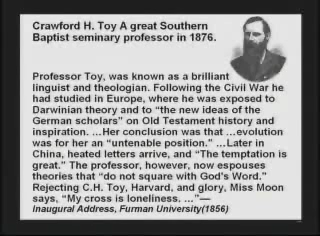 Crawford H. Toy A great Southern
Baptist seminary professor in 1876.
Professor Toy, was known as a brilliant
linguist and theologian. Following the Civil War he
had studied in Europe, where he was exposed to
Darwinian theory and to “the new ideas of the
German scholars” on Old Testament history and
inspiration. …Her conclusion was that …evolution
was for her an “untenable position.” …Later in
China, heated letters arrive, and “The temptation is
great.” The professor, however, now espouses
theories that “do not square with God’s Word.”
Rejecting C.H. Toy, Harvard, and glory, Miss Moon
says, “My cross is loneliness. …”—
Inaugural Address, Furman University(1856)